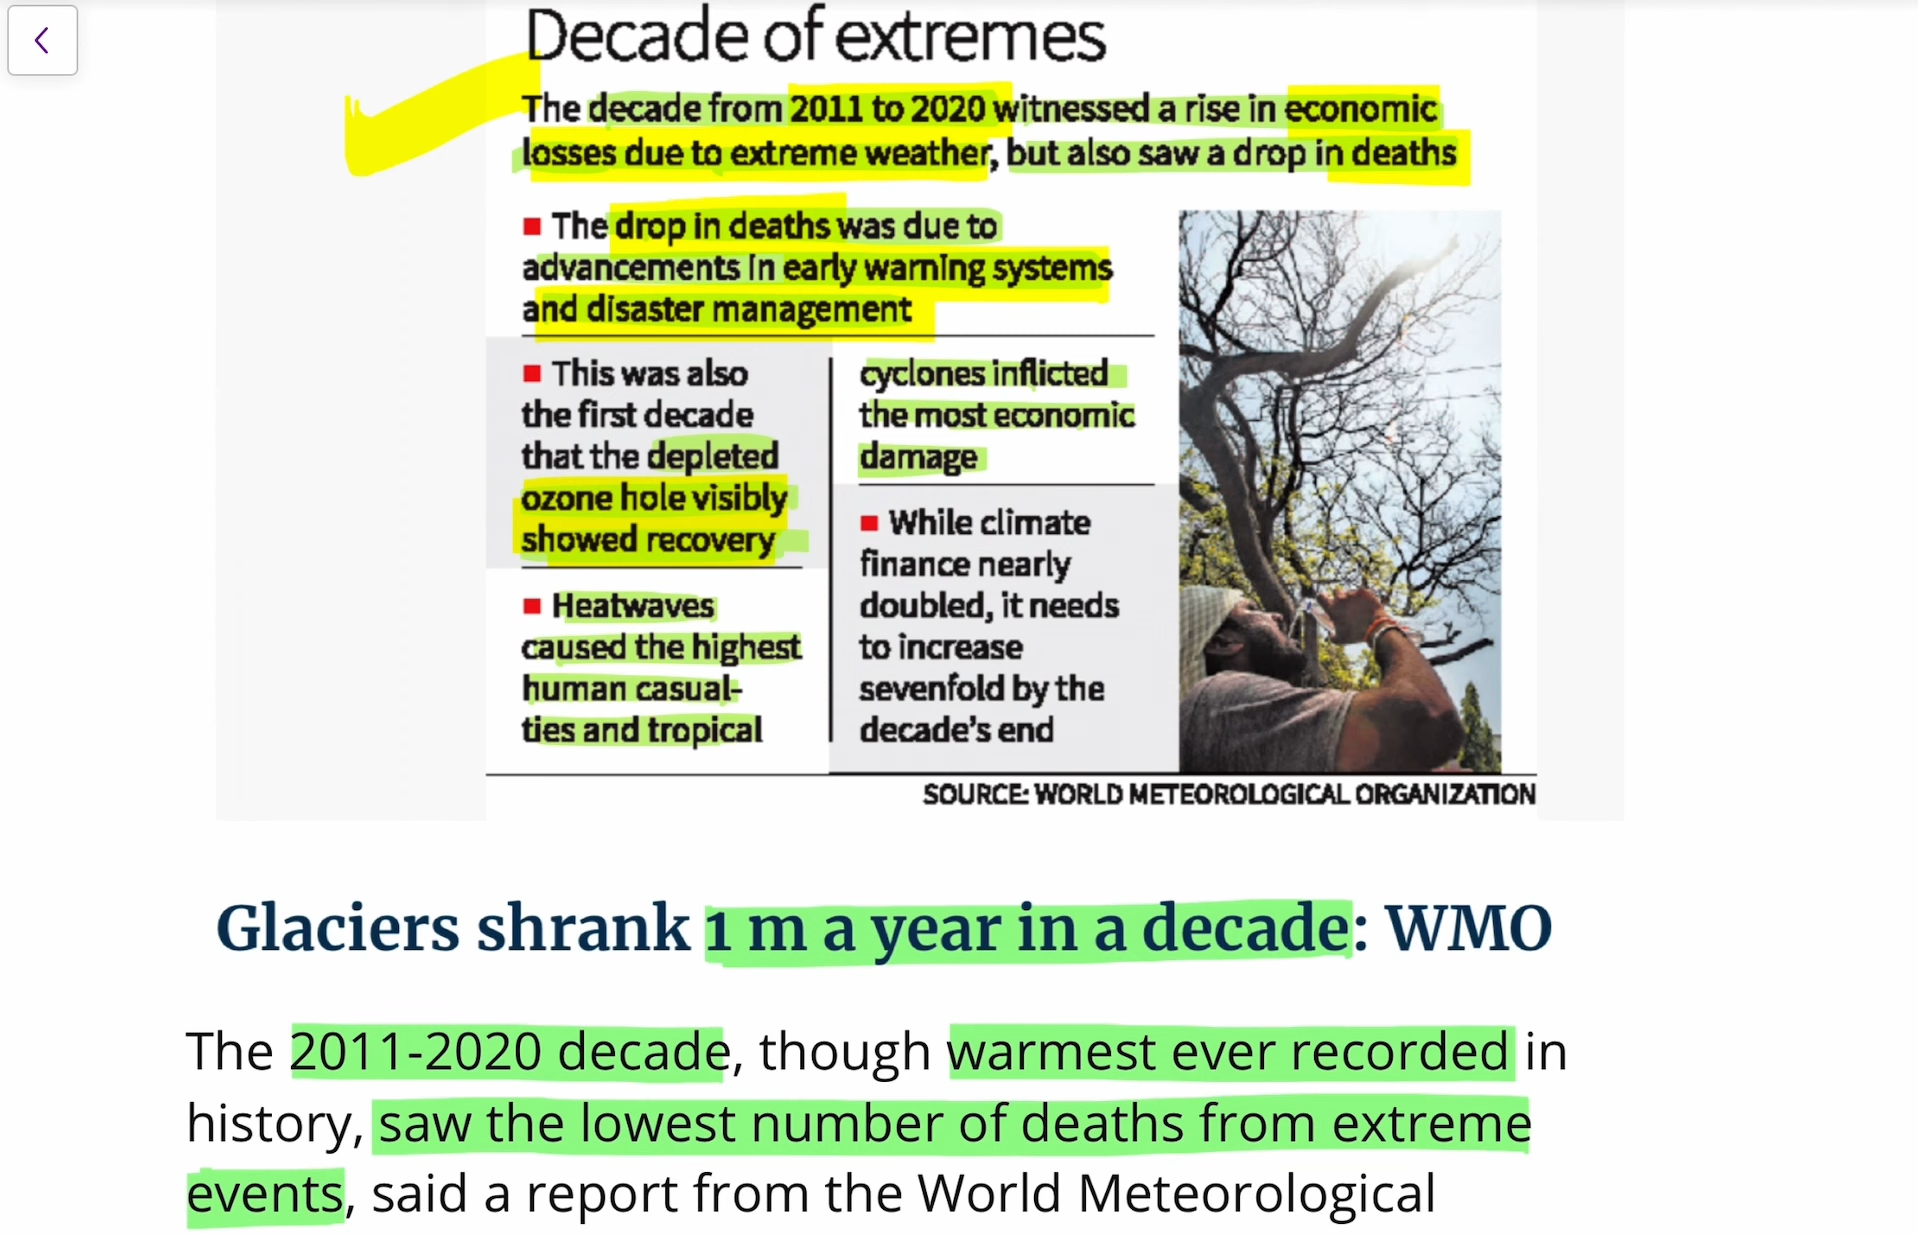 Decade of extremes
The decade from 2011 to 2020 witnessed a rise in economic
losses due to extreme weather, but also saw a drop in deaths
The drop in deaths was due to
advancements in early warning systems
and disaster management
This was also
the first decade
that the depleted
ozone hole visibly
showed recovery
Heatwaves
caused the highest
human casual-
ties and tropical
cyclones inflicted
the most economic
damage
While climate
finance nearly
doubled, it needs
to increase
sevenfold by the
decade's end
SOURCE: WORLD METEOROLOGICAL ORGANIZATION
Glaciers shrank 1 m a year in a decade: WMO
The 2011-2020 decade, though warmest ever recorded in
history, saw the lowest number of deaths from extreme
events, said a report from the World Meteorological